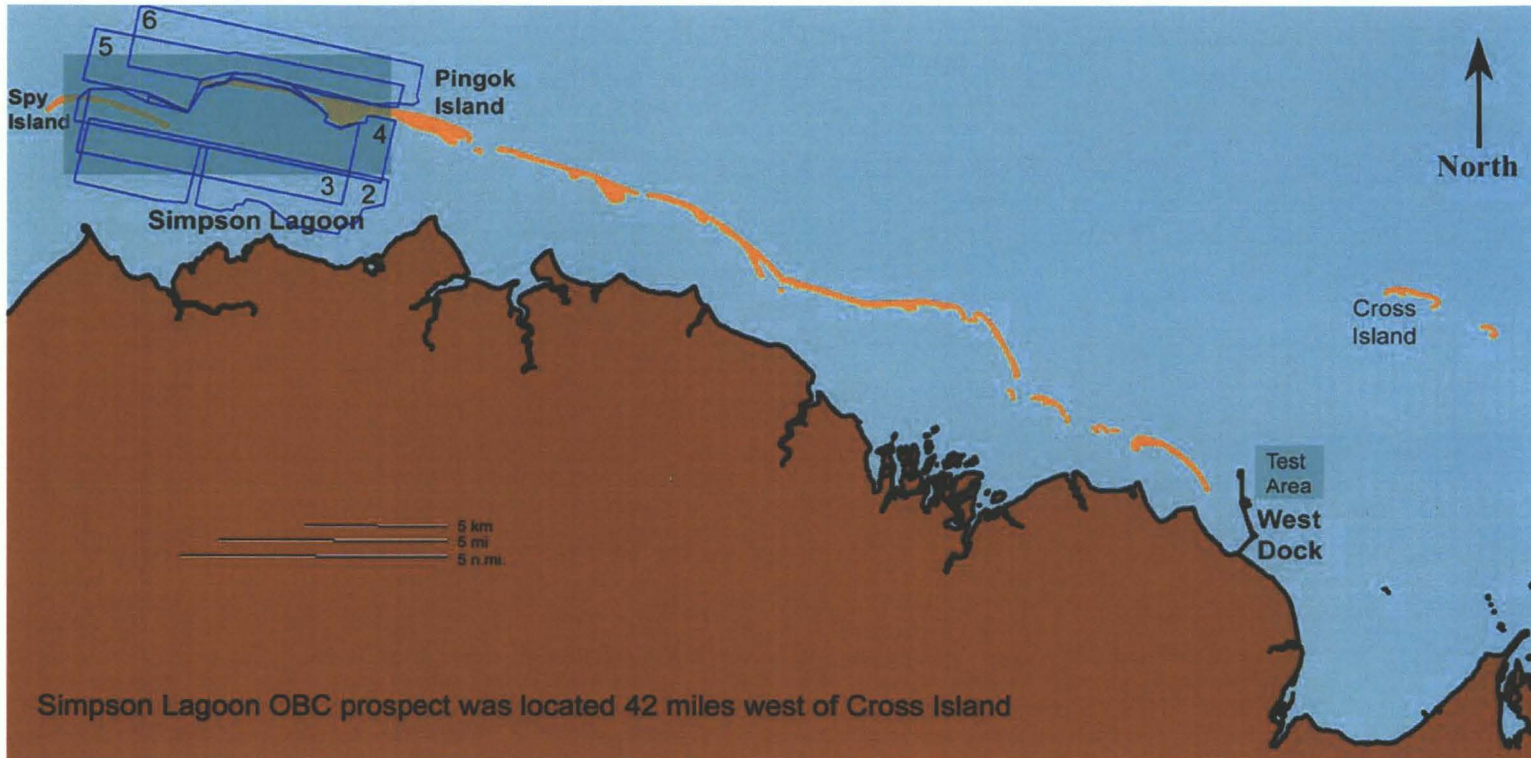 6
5
Pingok
Island
Spy
Island
4
North
3
2
Simpson Lagoon
Cross
Island
Test
Area
West
Dock
5 km
5 mi
5 n.mi.
Simpson Lagoon OBC prospect was located 42 miles west of Cross Island